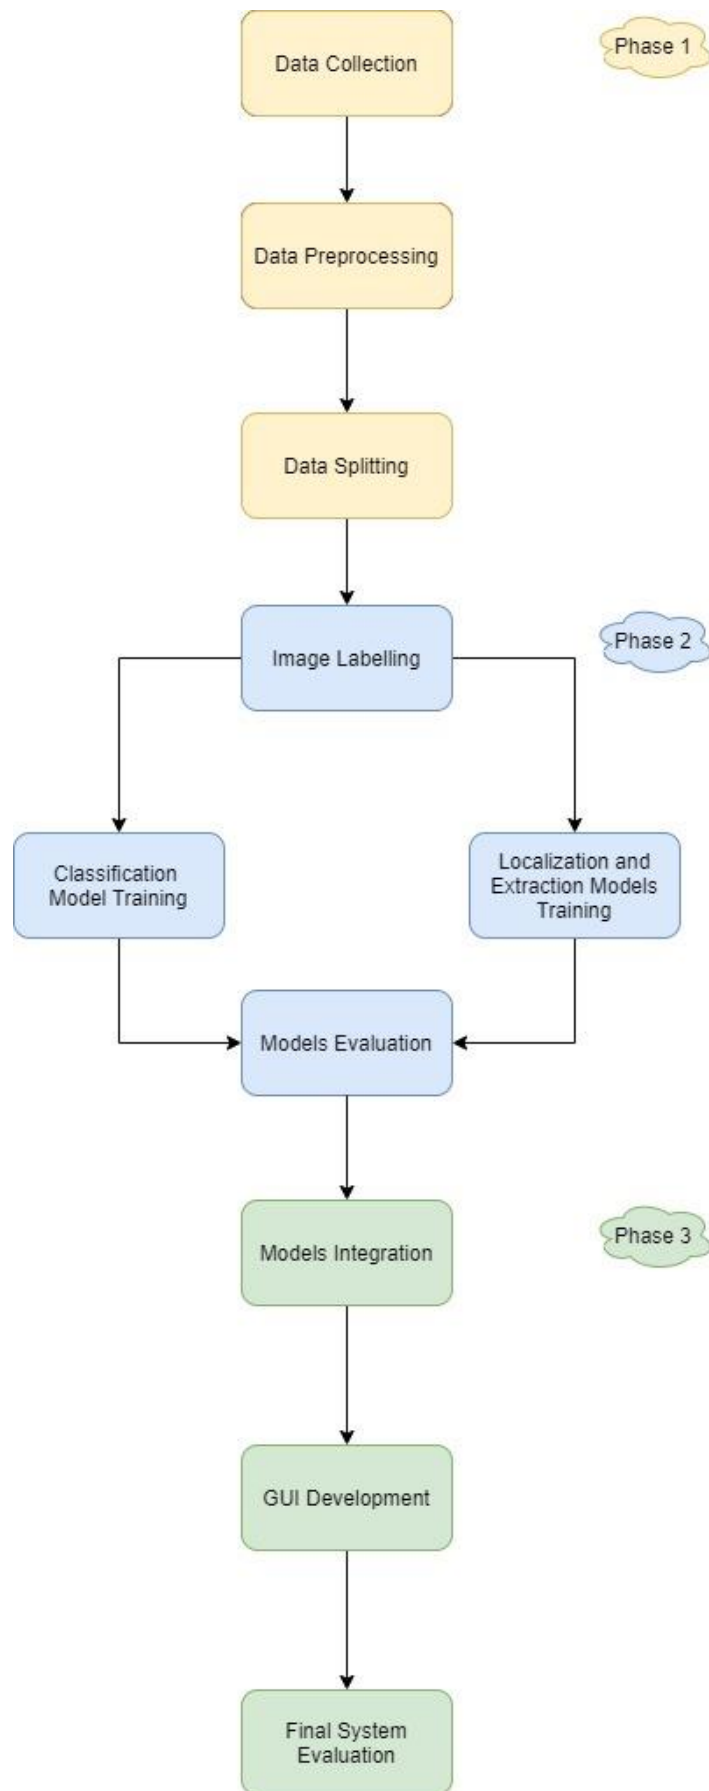 Data Collection
Phase 1
Data Preprocessing
Data Splitting
Image Labelling
Phase 2
Classification
Model Training
Localization and
Extraction Models
Training
Models Evaluation
Models Integration
Phase 3
GUI Development
Final System
Evaluation